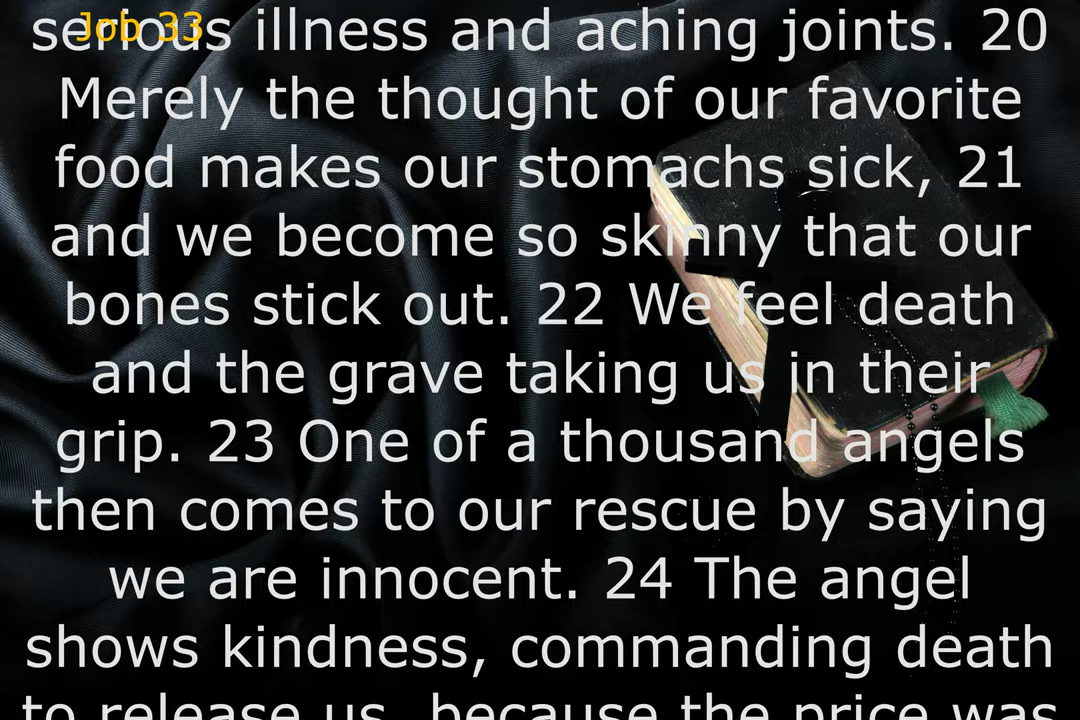 Job 33
serious illness and aching joints. 20
Merely the thought of our favorite
food makes our stomachs sick, 21
and we become so skinny that our
bones stick out. 22 We feel death
and the grave taking us in their
grip. 23 One of a thousand angels
then comes to our rescue by saying
we are innocent. 24 The angel
shows kindness, commanding death
to release us, because the price was